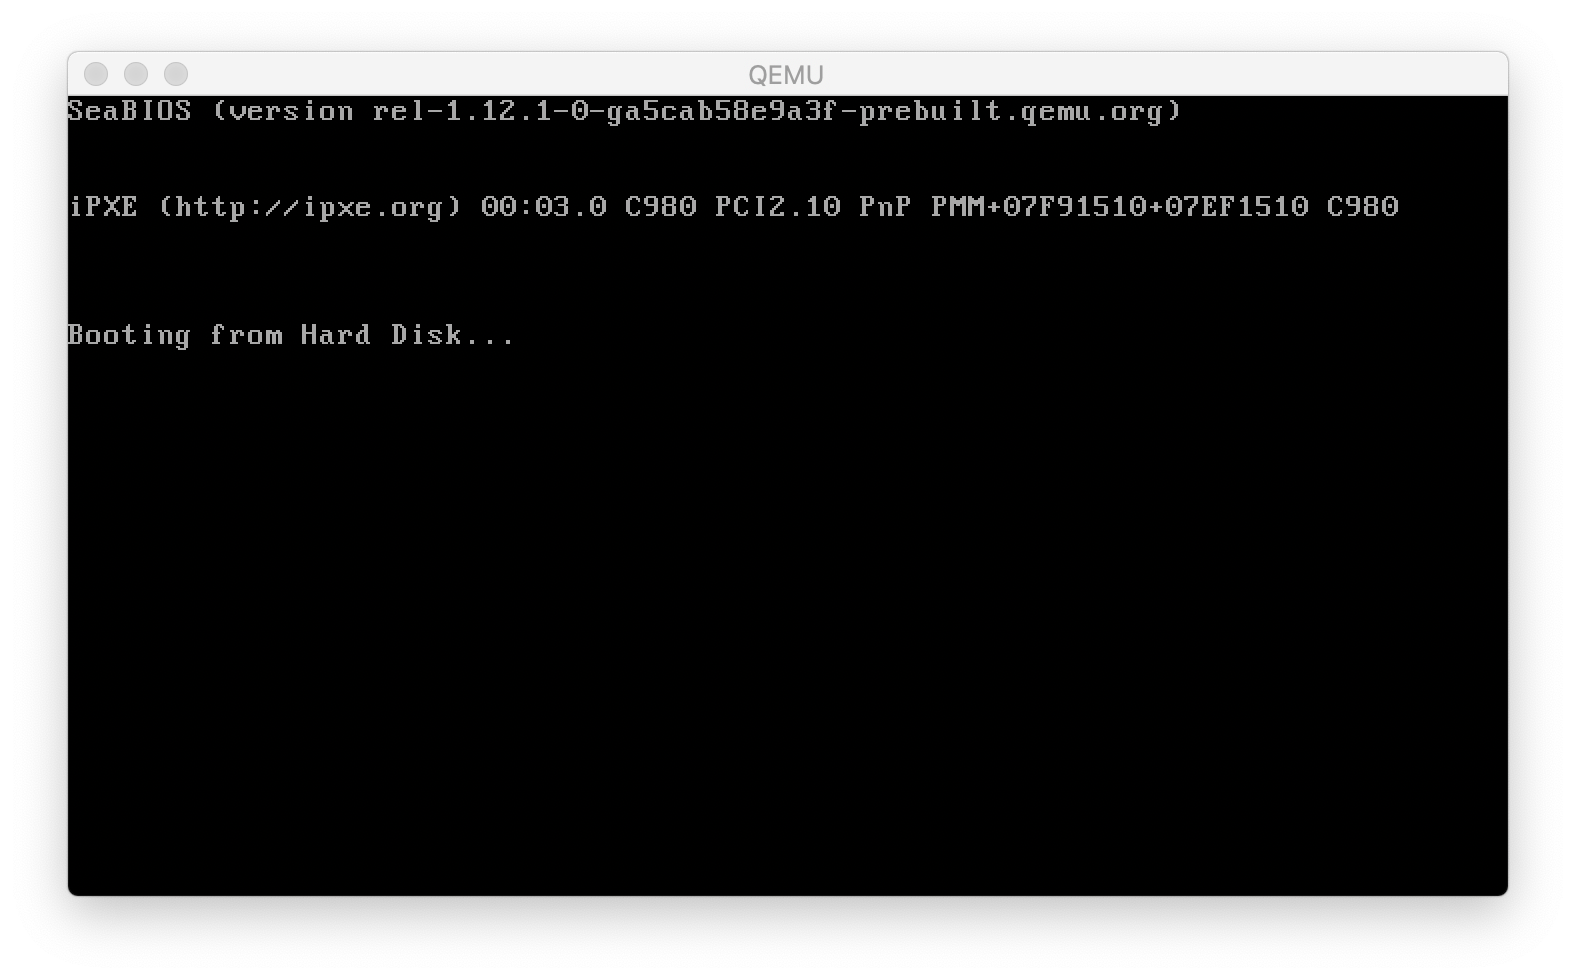 QEMU
SeaBIOS (version rel-1.12.1-0-ga5cab58e9a3f-prebuilt.qemu.org)
iPXE (http://ipxe.org) 00:03.0 C980 PCI2.10 PnP PMM+07F91510+07EF1510 C980
Booting from Hard Disk...